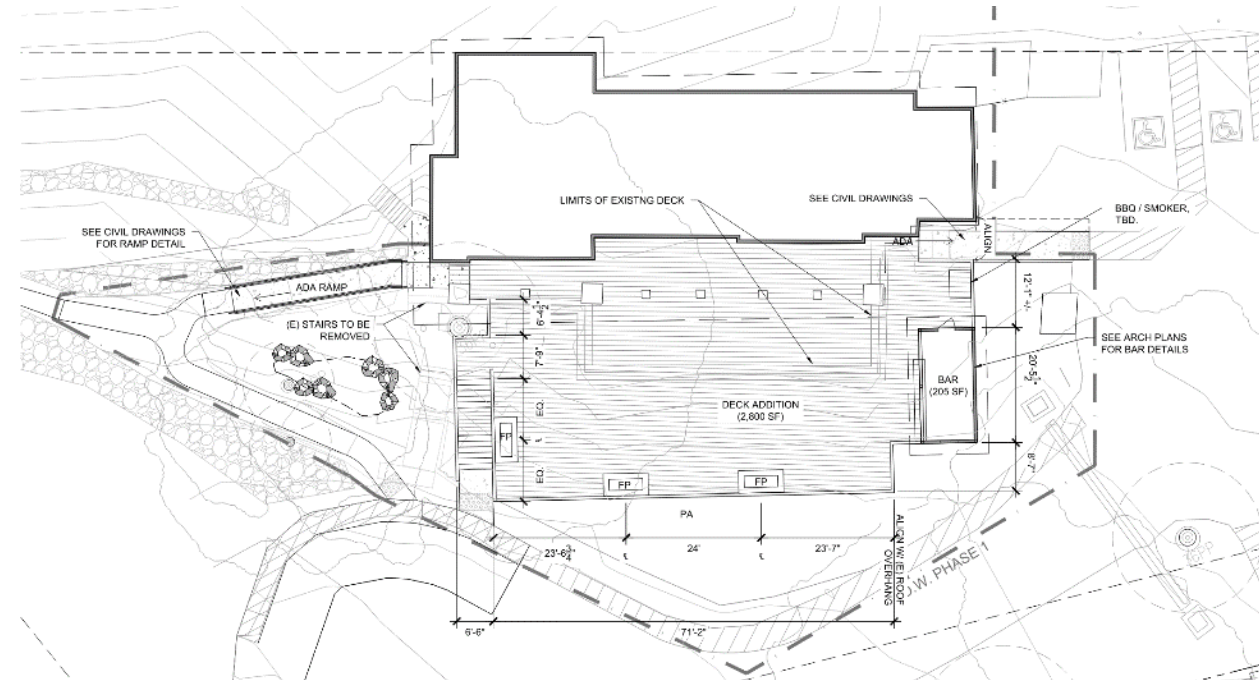 LIMITS OF EXISTNG DECK
SEE CIVIL DRAWINGS
BBQ / SMOKER,
TBD.
SEE CIVIL DRAWINGS
FOR RAMP DETAIL
ADA
ALIGN
ADA RAMP
12'-1" +/-
(E) STAIRS TO BE
REMOVED
6'-4½"
7'-9"
SEE ARCH PLANS
FOR BAR DETAILS
BAR
(205 SF)
DECK ADDITION
(2,800 SF)
EQ.
FP
EQ.
8'-7"
FP
FP
PA
23'-6¾"
24'
23'-7"
ALIGN W/ (E) ROOF
OVERHANG
.W. PHASE 1
6'-6"
71'-2"